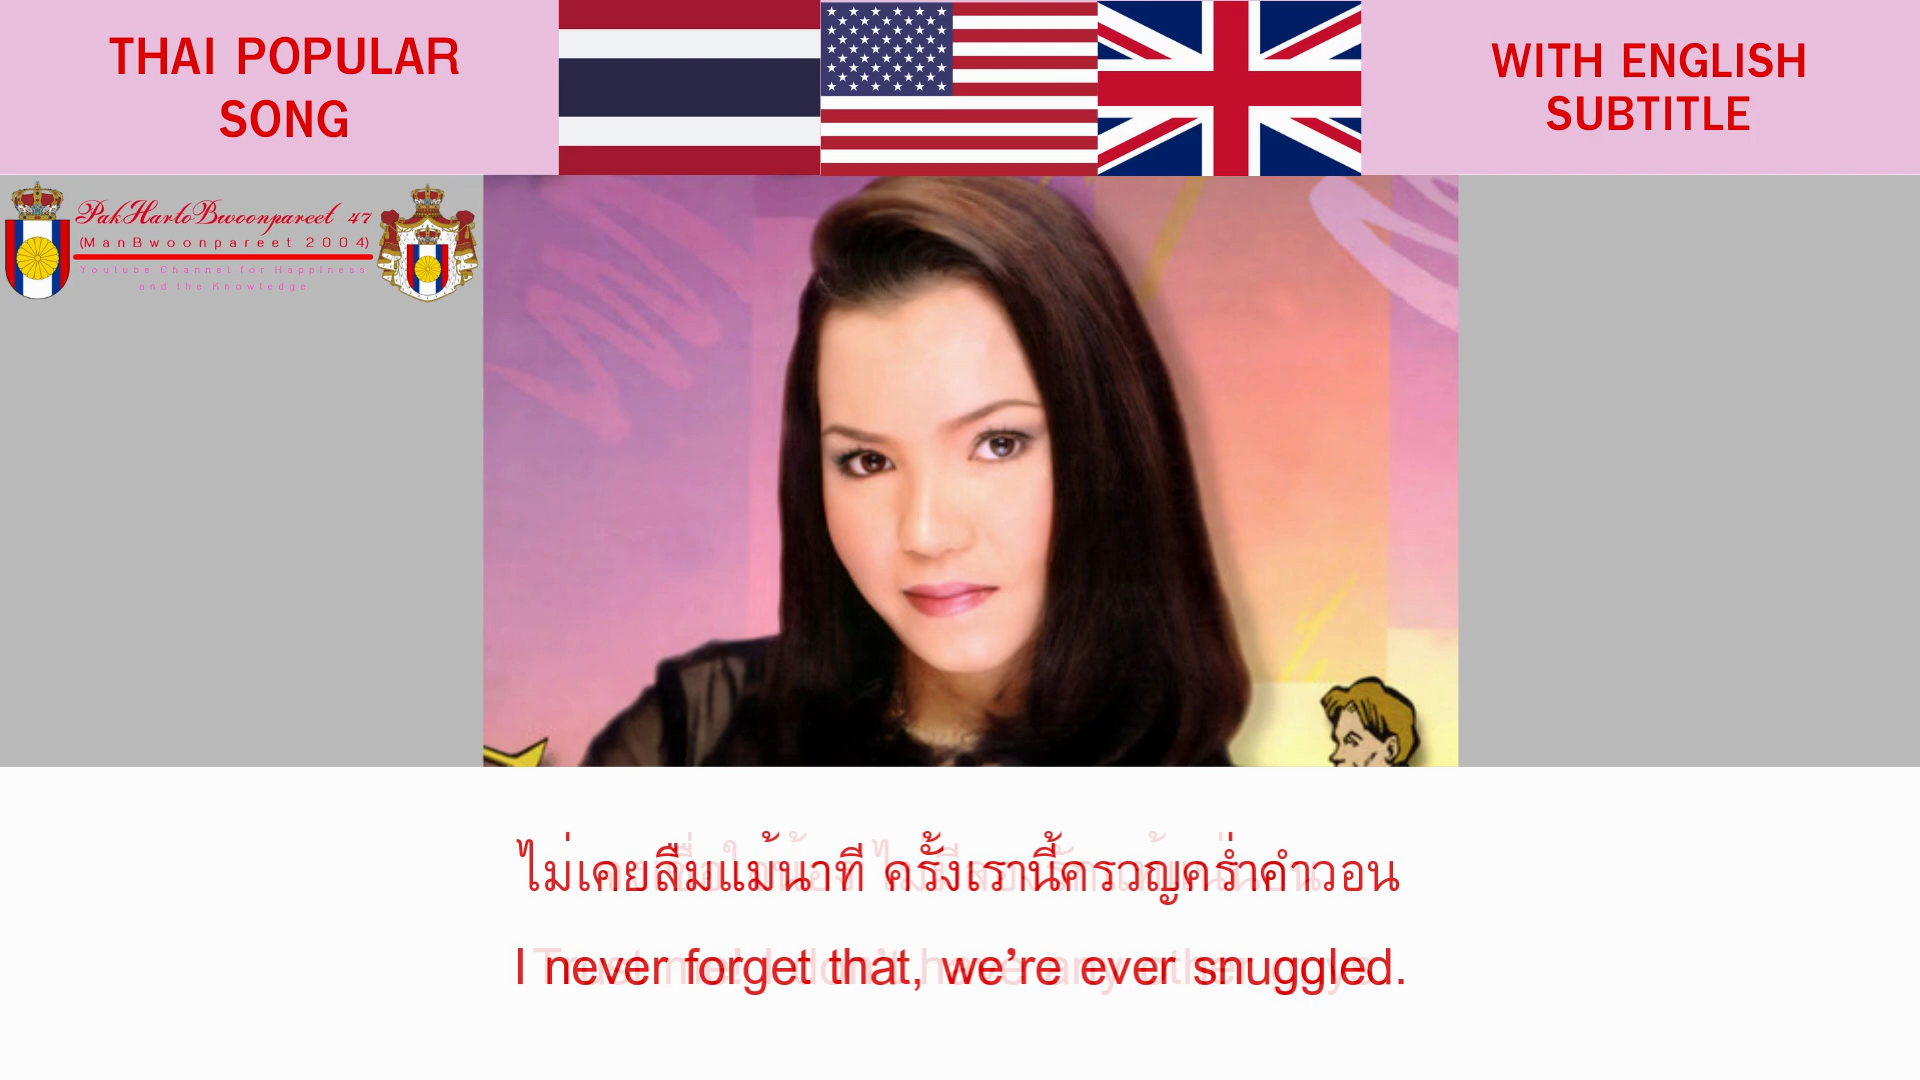 THAI POPULAR
SONG
WITH ENGLISH
SUBTITLE
PakHartoBwoonpareet 47
(ManBwoonpareet 2004)
Youtube Channel for Happiness
and the Knowledge
ไม่เคยลืมแม้นาที ครั้งเรานี้ครวญคร่ำคำวอน
I never forget that, we’re ever snuggled.